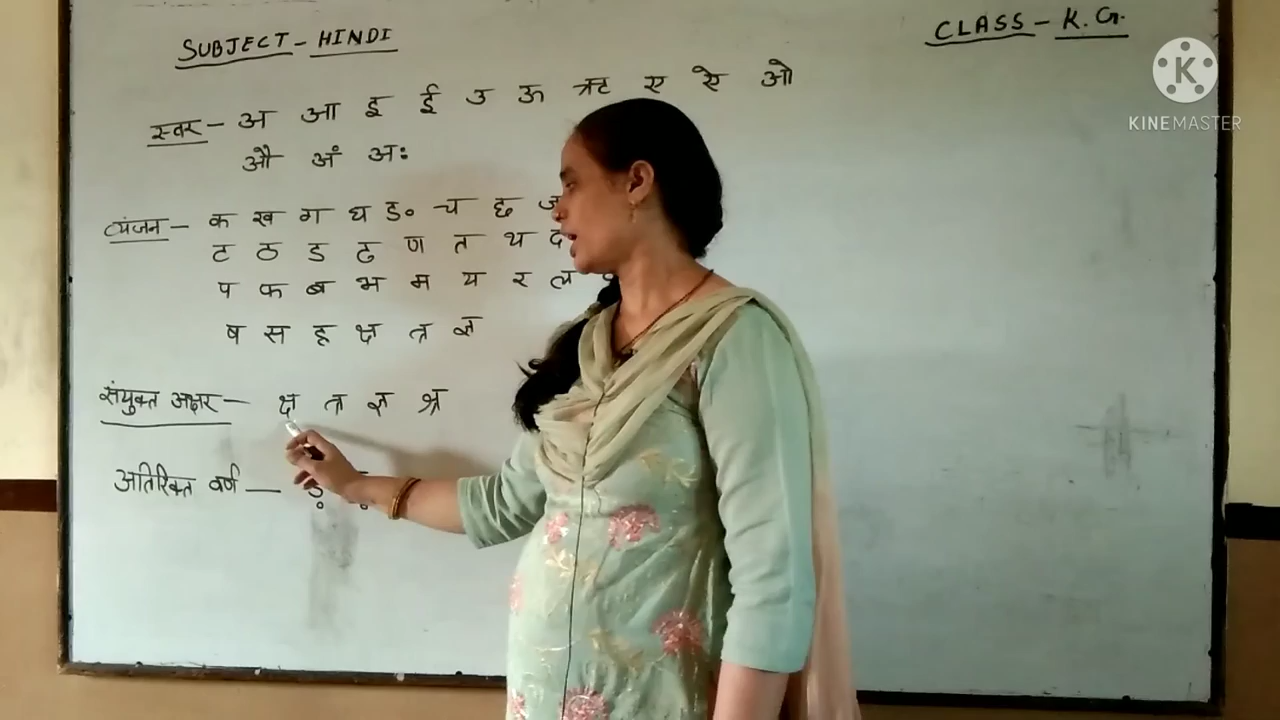 SUBJECT - HINDI
CLASS - K. G.
KINEMASTER
स्वर - अ आ इ ई उ ऊ ऋ ए ऐ ओ
औ अं अः
व्यंजन - क ख ग घ ङ च छ ज
ट ठ ड ढ ण त थ द
प फ ब भ म य र ल
ष स ह क्ष त्र ज्ञ
संयुक्त अक्षर - क्ष त्र ज्ञ श्र
अतिरिक्त वर्ण - ड़